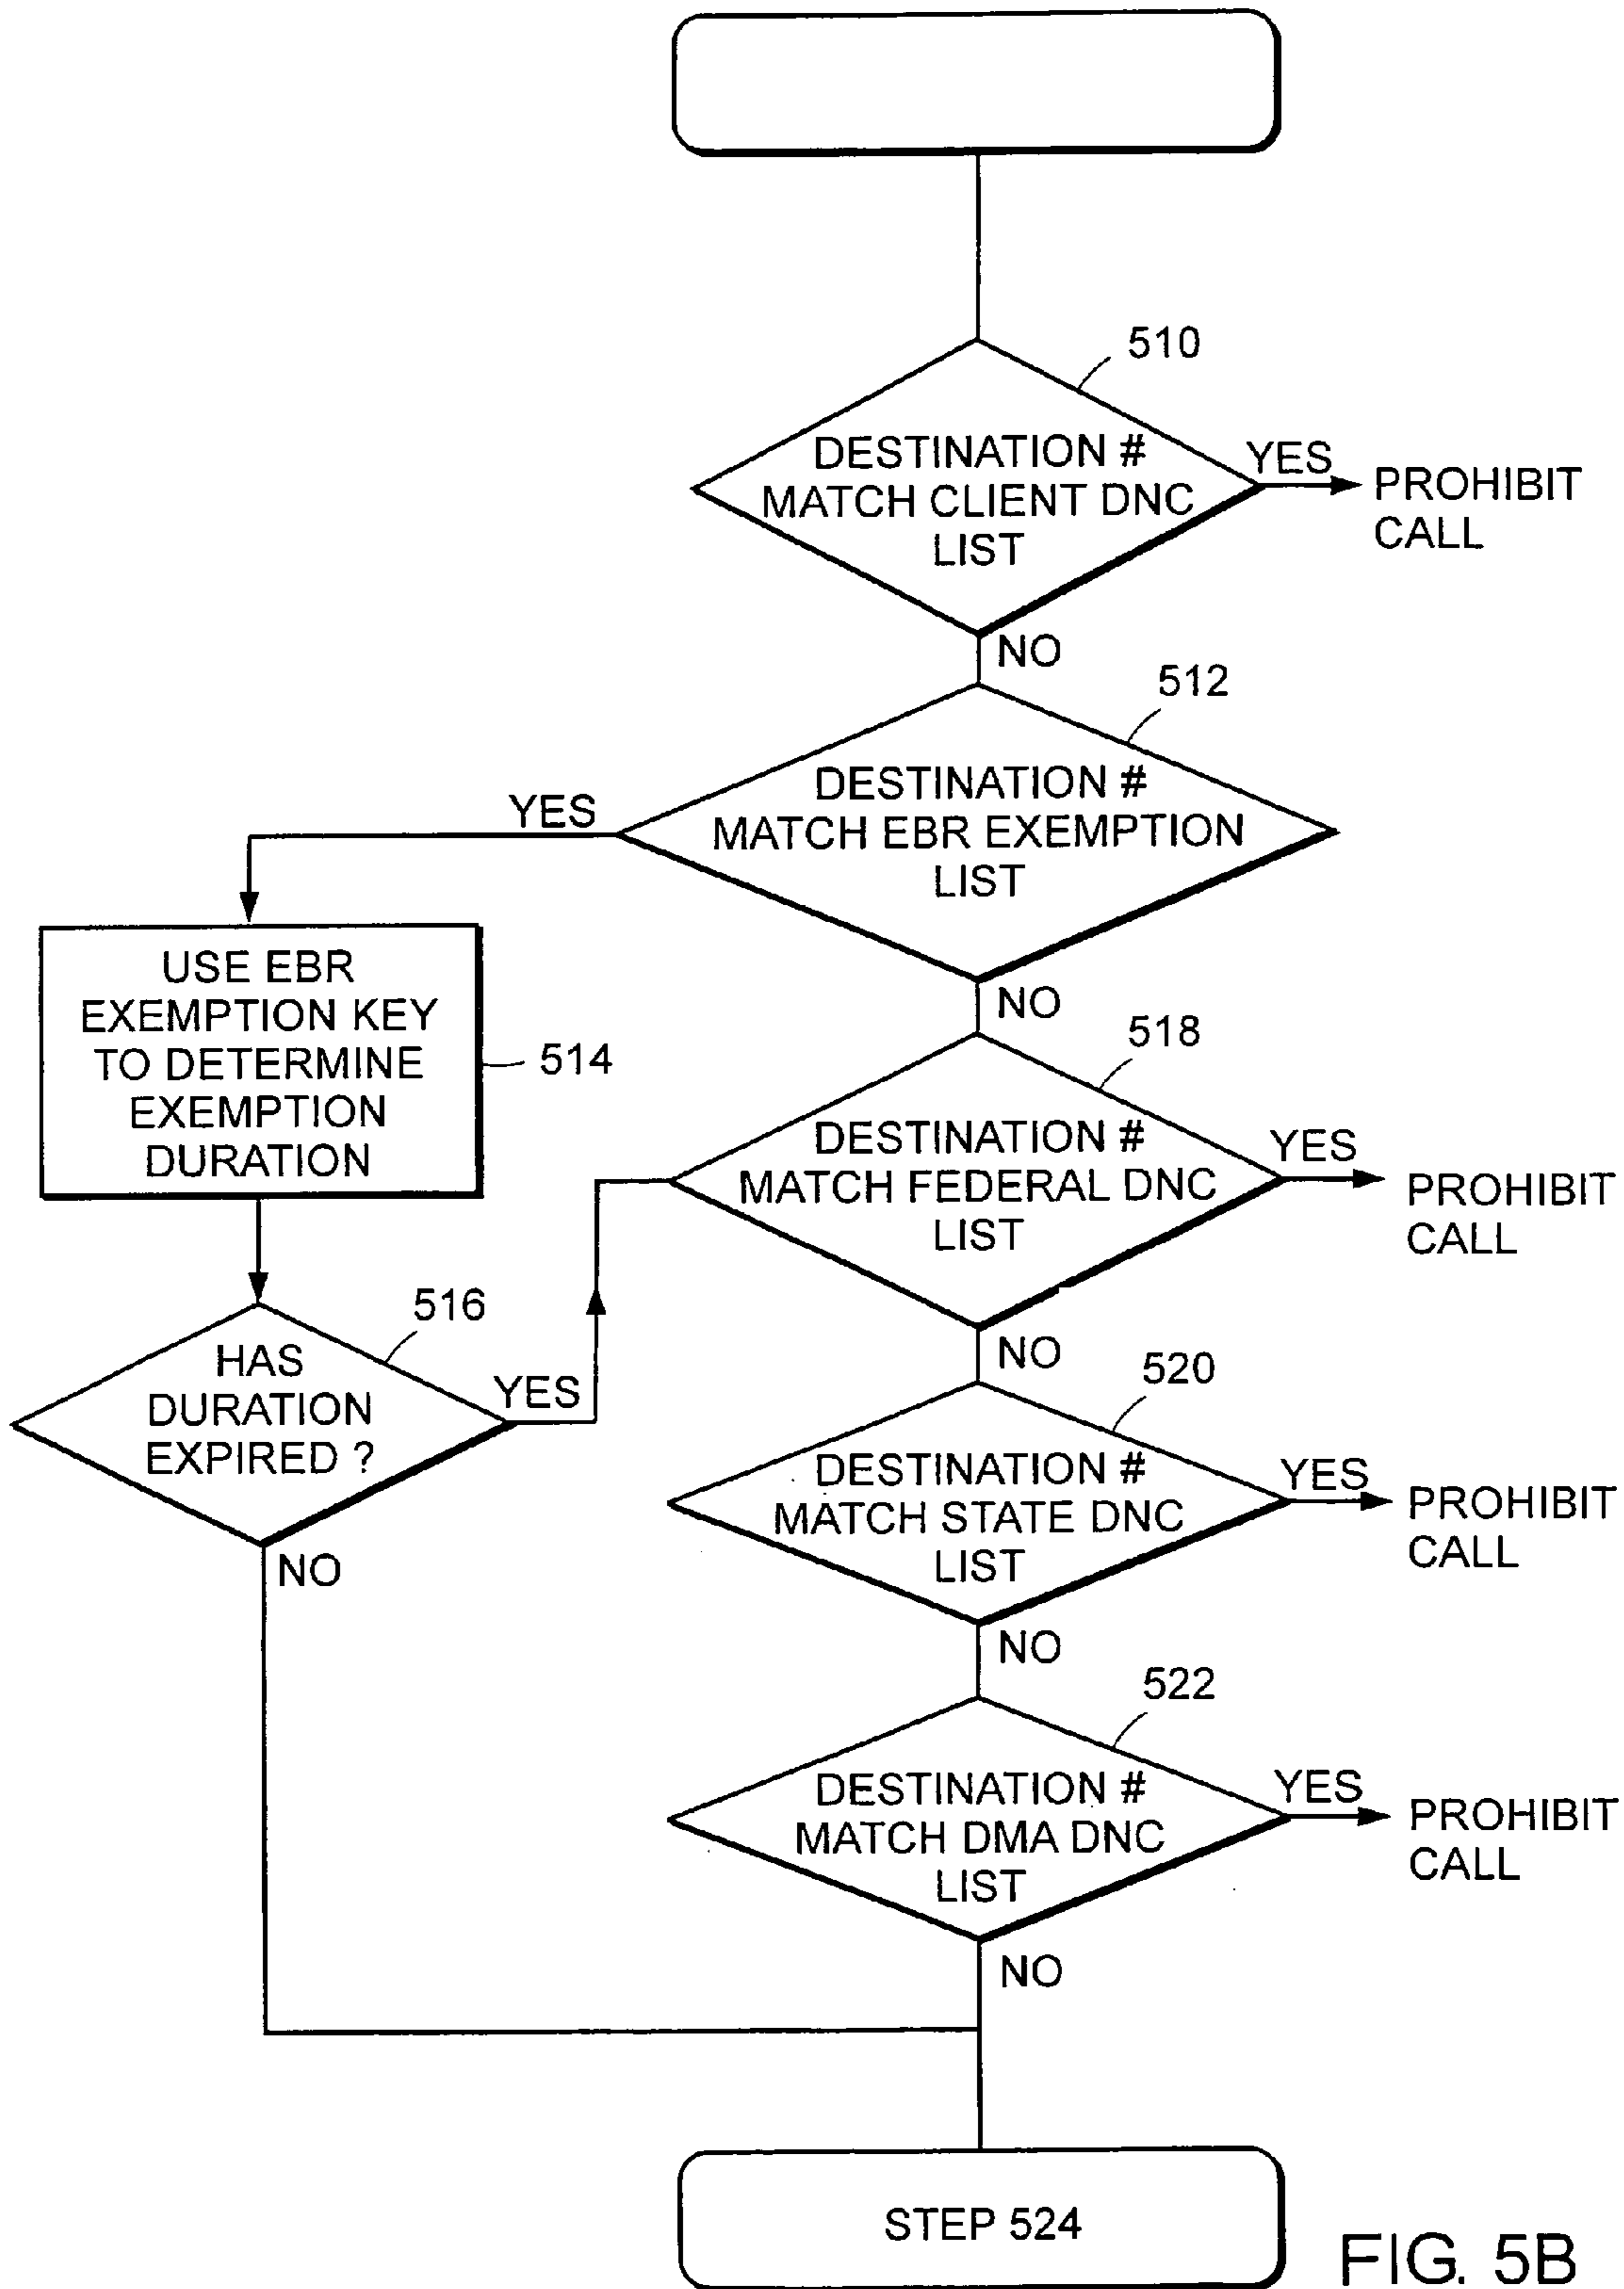 510
DESTINATION #
MATCH CLIENT DNC
LIST
YES
PROHIBIT
CALL
NO
512
DESTINATION #
MATCH EBR EXEMPTION
LIST
YES
NO
USE EBR
EXEMPTION KEY
TO DETERMINE
EXEMPTION
DURATION
514
518
DESTINATION #
MATCH FEDERAL DNC
LIST
YES
PROHIBIT
CALL
NO
516
HAS
DURATION
EXPIRED ?
YES
NO
520
DESTINATION #
MATCH STATE DNC
LIST
YES
PROHIBIT
CALL
NO
522
DESTINATION #
MATCH DMA DNC
LIST
YES
PROHIBIT
CALL
NO
STEP 524
FIG. 5B